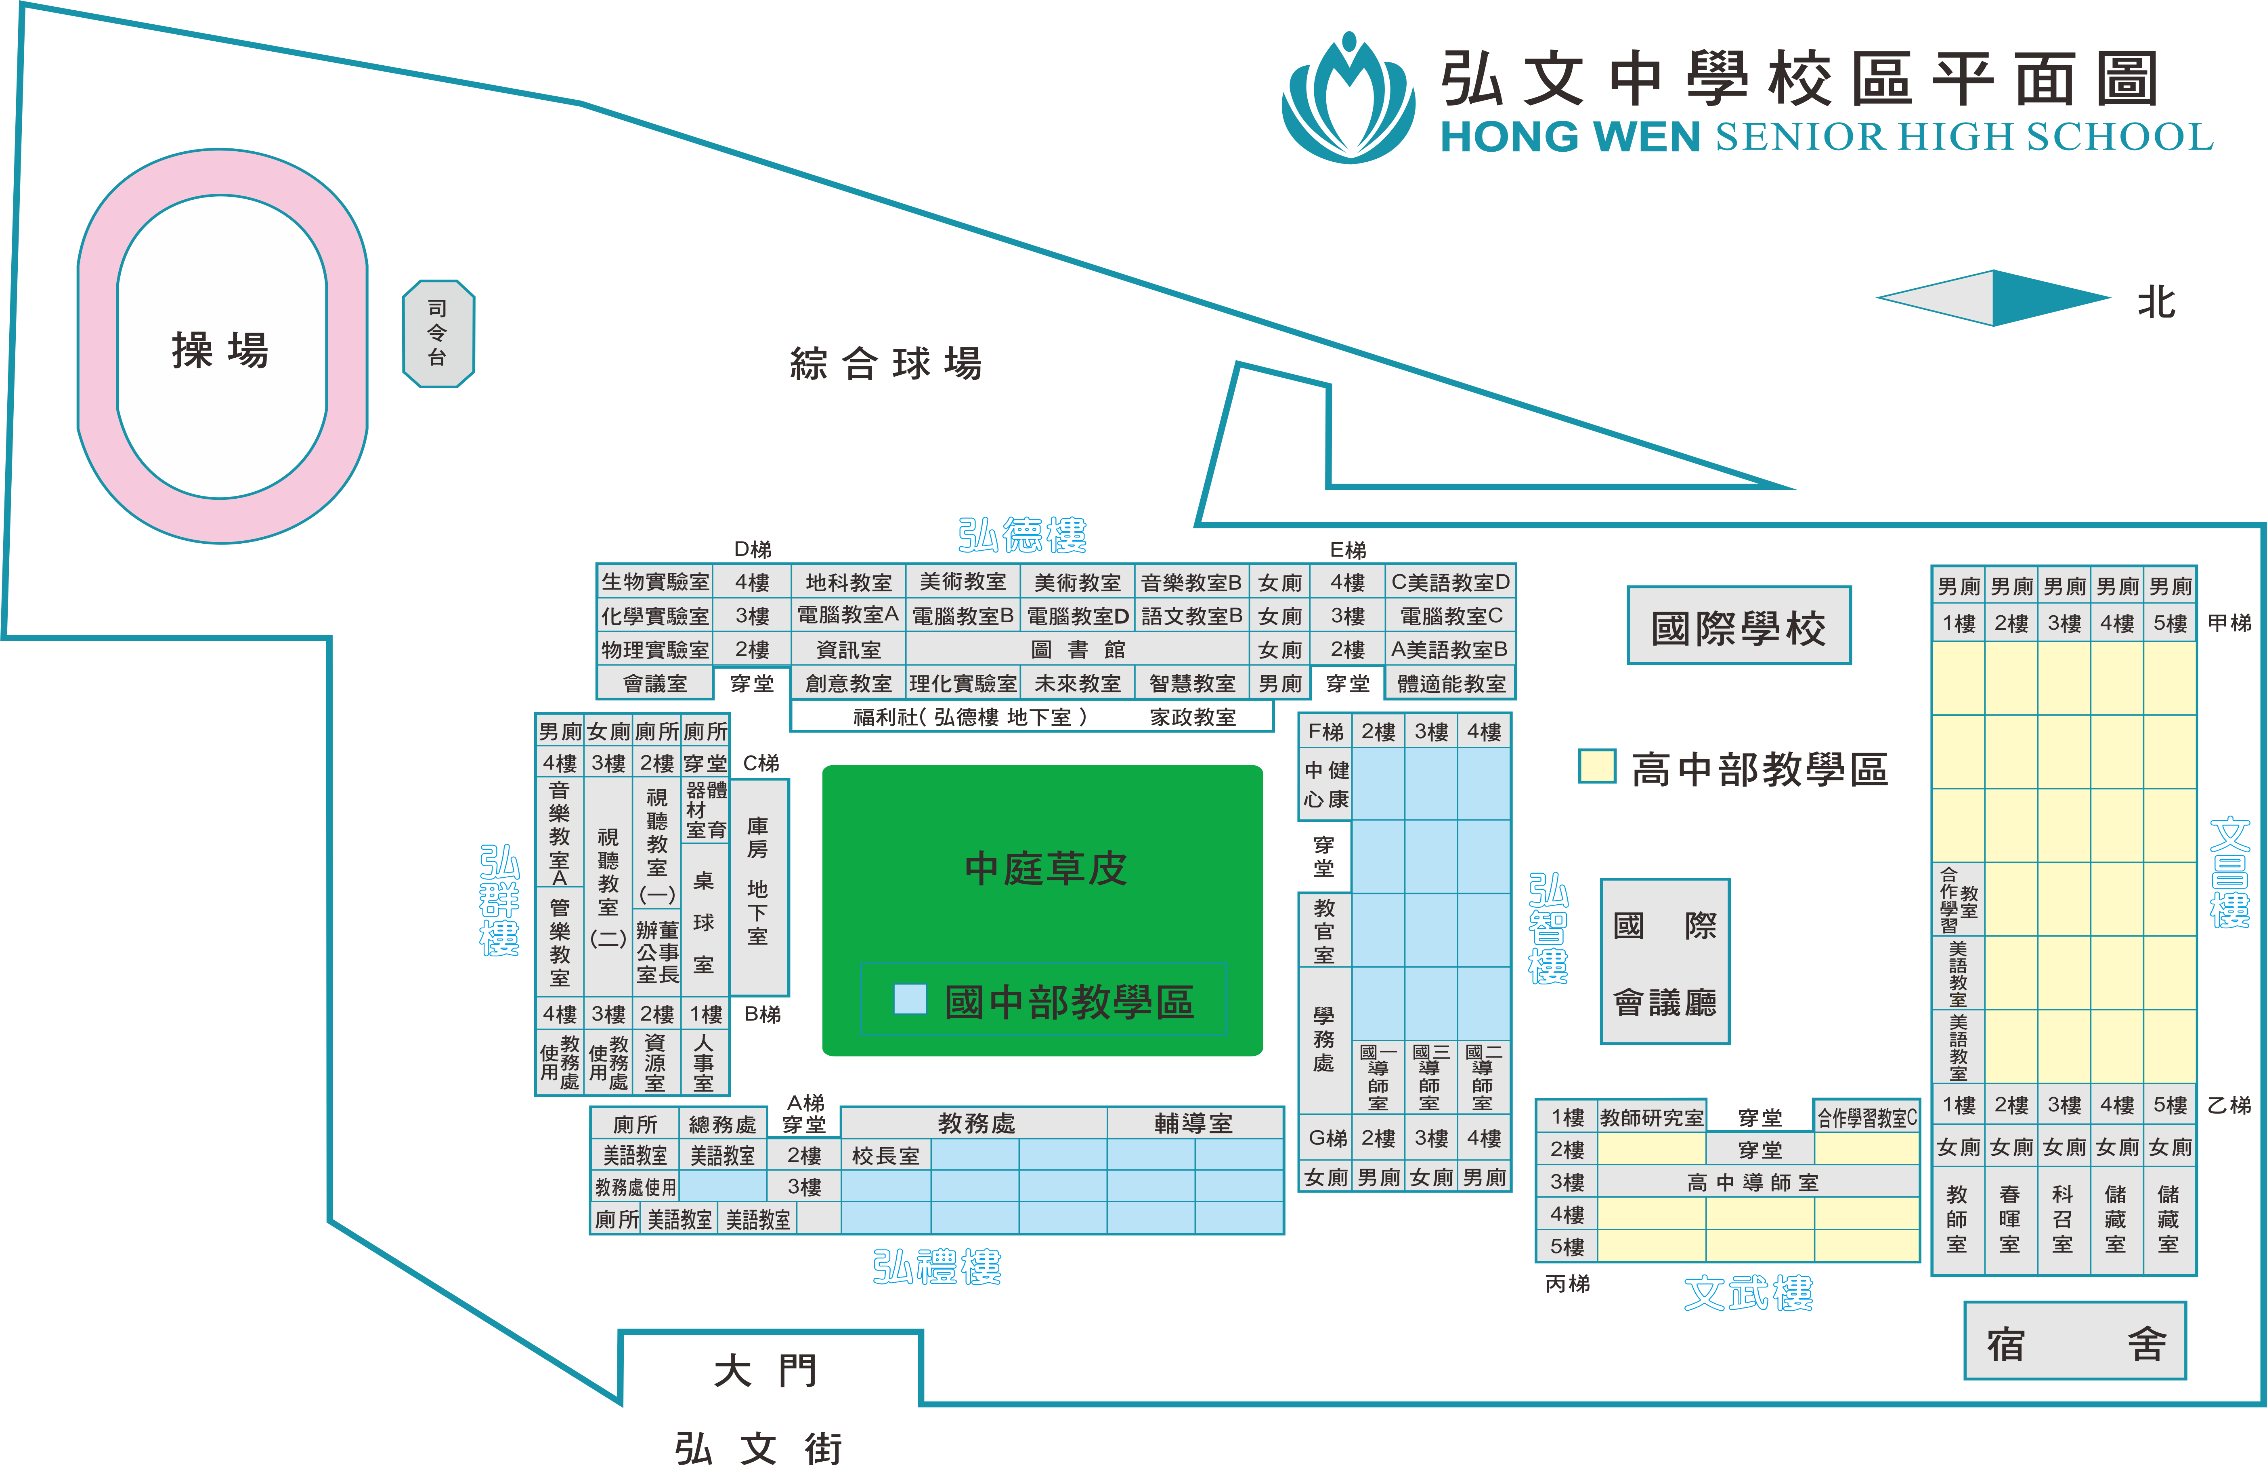 弘文中學校區平面圖
HONG WEN SENIOR HIGH SCHOOL
北
操場
司令台
綜合球場
弘德樓
D梯 E梯
生物實驗室 4樓 地科教室 美術教室 美術教室 音樂教室B 女廁 4樓 C美語教室D
化學實驗室 3樓 電腦教室A 電腦教室B 電腦教室D 語文教室B 女廁 3樓 電腦教室C
物理實驗室 2樓 資訊室 圖書館 女廁 2樓 A美語教室B
會議室 穿堂 創意教室 理化實驗室 未來教室 智慧教室 男廁 穿堂 體適能教室
福利社(弘德樓 地下室) 家政教室
弘群樓
男廁 女廁 廁所 廁所
4樓 3樓 2樓 穿堂 C梯
音樂教室A
管樂教室
視聽教室(二)
視聽教室(一)
董事長辦公室
體育器材室
桌球室
庫房 地下室
4樓 3樓 2樓 1樓 B梯
教務處使用
教務處使用
資源室
人事室
中庭草皮
國中部教學區
A梯
廁所 總務處 穿堂 教務處 輔導室
美語教室 美語教室 2樓 校長室
教務處使用 3樓
廁所 美語教室 美語教室
弘禮樓
F梯 2樓 3樓 4樓
健康中心
穿堂
教官室
學務處
國一導師室
國三導師室
國二導師室
G梯 2樓 3樓 4樓
女廁 男廁 女廁 男廁
弘智樓
國際學校
高中部教學區
國際
會議廳
1樓 教師研究室 穿堂 合作學習教室C
2樓 穿堂
3樓 高中導師室
4樓
5樓
丙梯
文武樓
男廁 男廁 男廁 男廁 男廁
1樓 2樓 3樓 4樓 5樓 甲梯
合作學習教室
美語教室
美語教室
文昌樓
1樓 2樓 3樓 4樓 5樓 乙梯
女廁 女廁 女廁 女廁 女廁
教師室
春暉室
科召室
儲藏室
儲藏室
宿舍
大門
弘文街